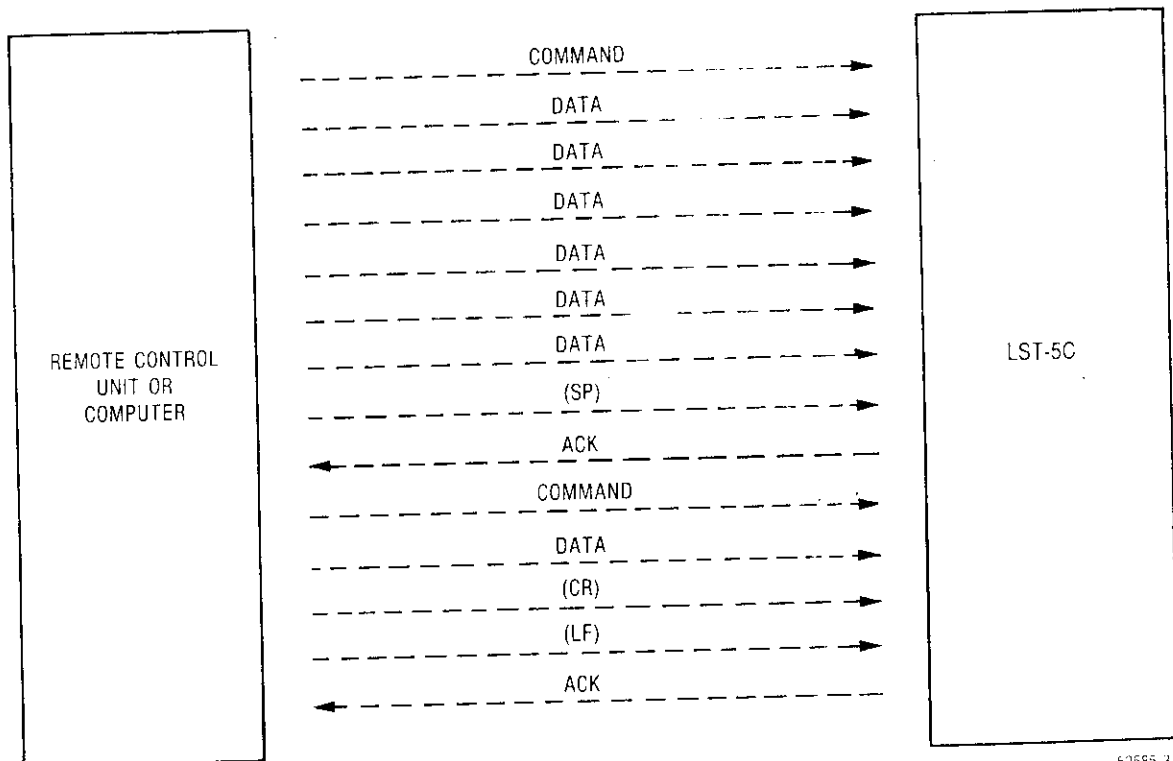 COMMAND
DATA
DATA
DATA
DATA
DATA
DATA
(SP)
ACK
COMMAND
DATA
(CR)
(LF)
ACK
REMOTE CONTROL
UNIT OR
COMPUTER
LST-5C